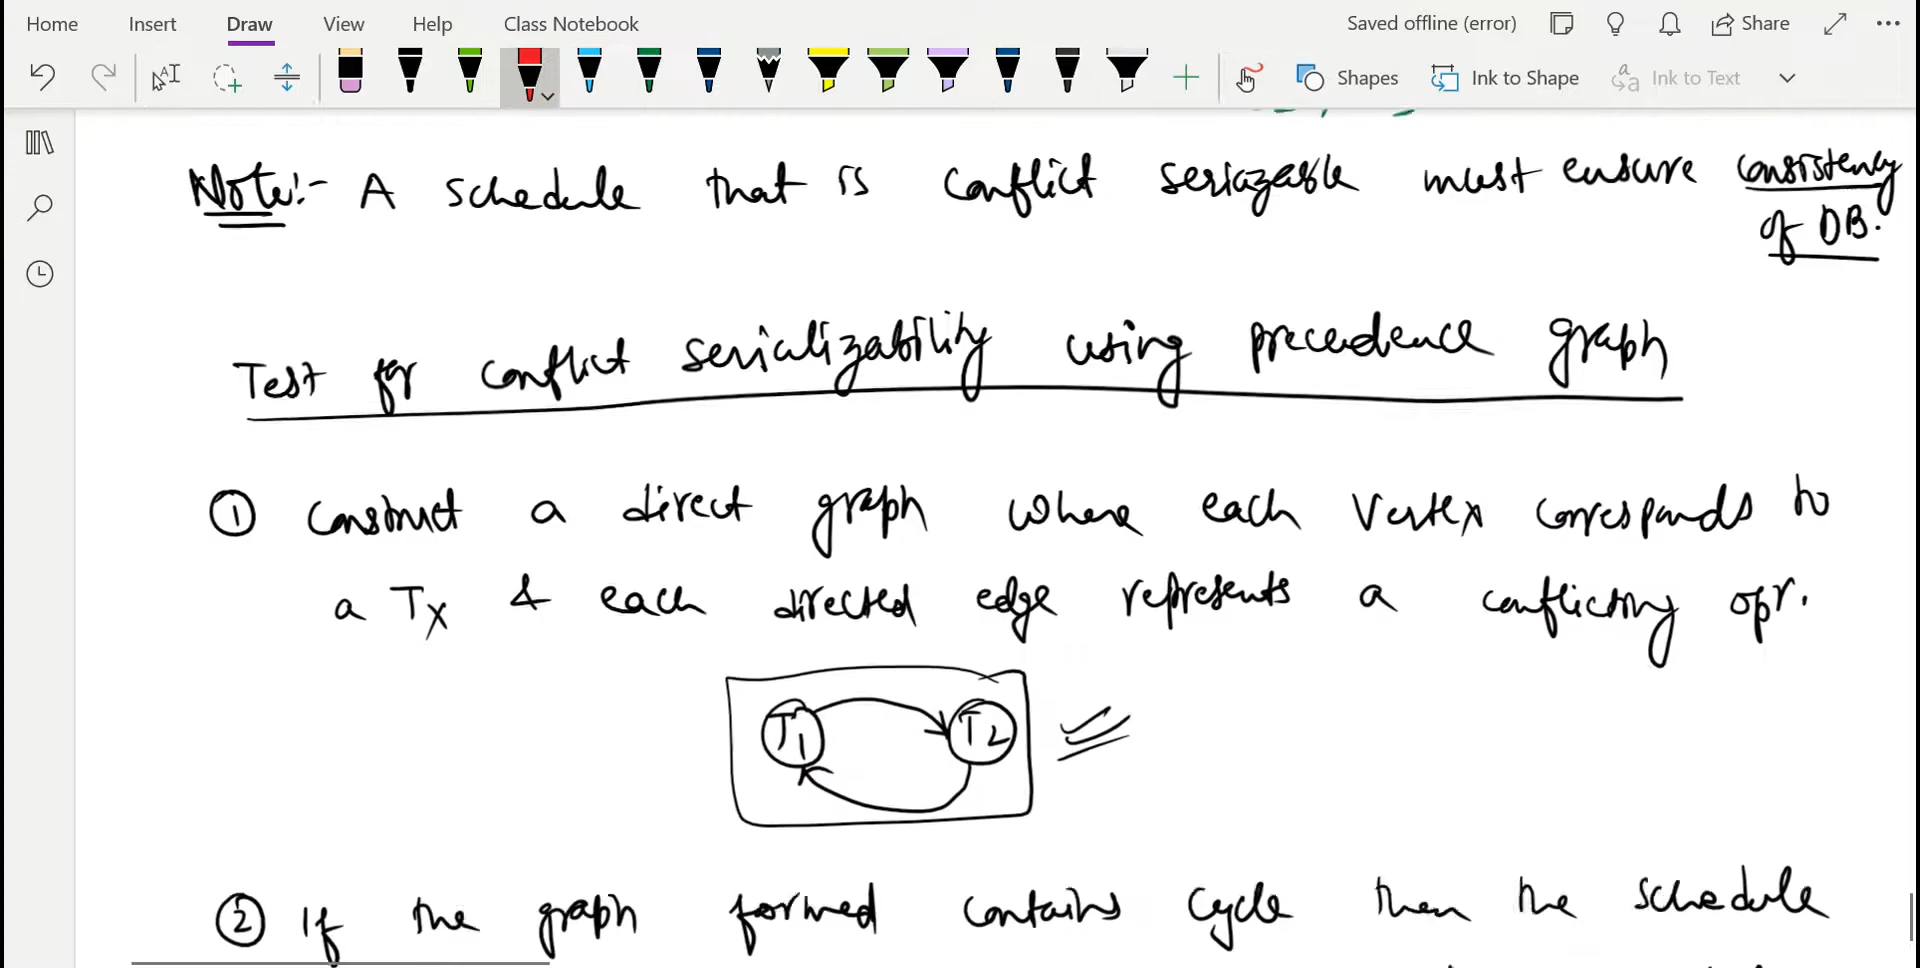 Home Insert Draw View Help Class Notebook Saved offline (error) Share
Shapes Ink to Shape Ink to Text
Note:- A schedule that is conflict seriazable must ensure consistency
of DB.
Test for conflict serializability using precedence graph
① Construct a direct graph where each Vertex corresponds to
a Tx & each directed edge represents a conflicting opr.
T1 T2
② If the graph formed contains cycle then the schedule